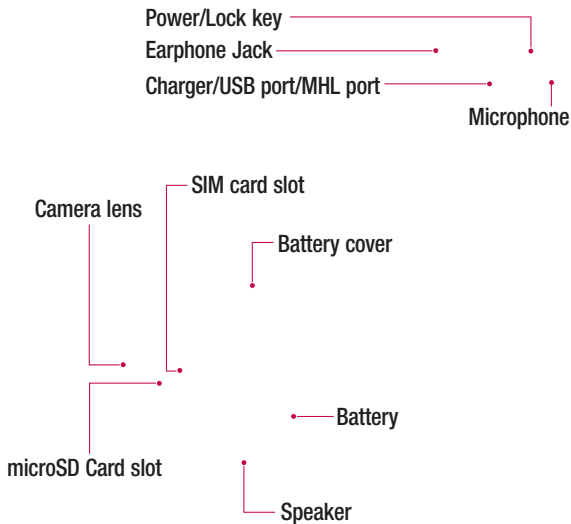 Power/Lock key
Earphone Jack
Charger/USB port/MHL port
Microphone
SIM card slot
Camera lens
Battery cover
Battery
microSD Card slot
Speaker